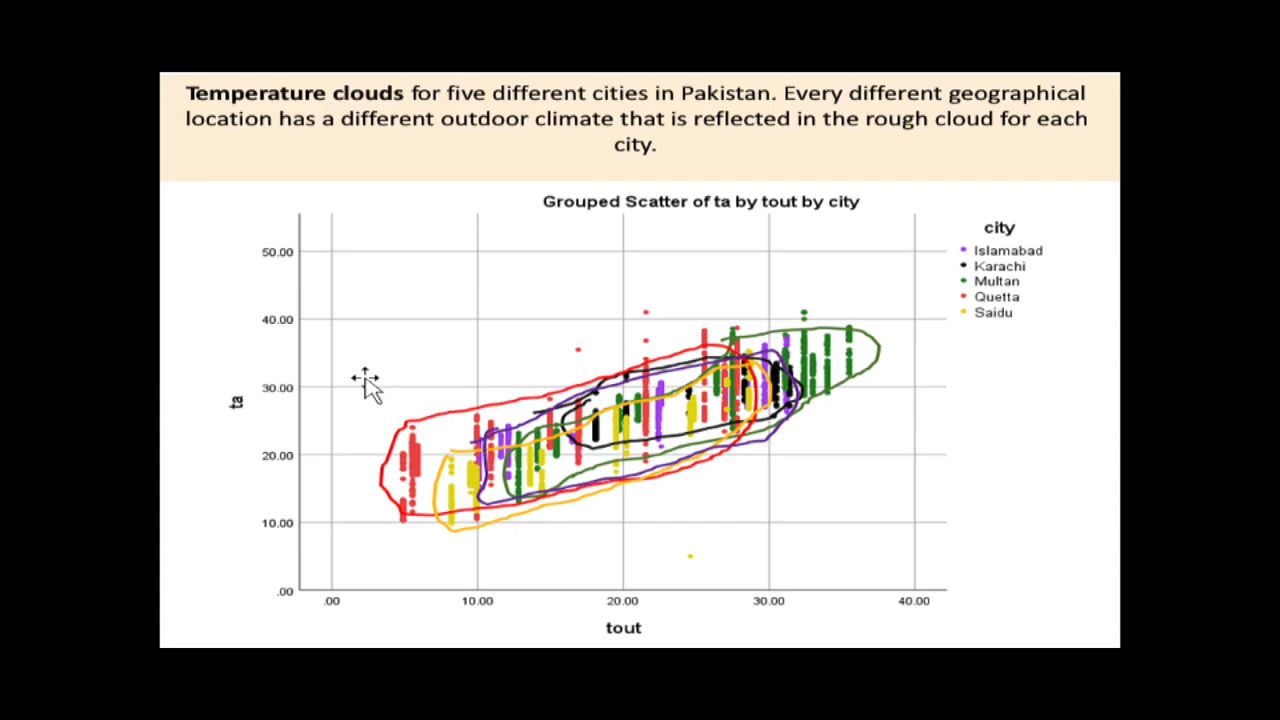 Temperature clouds for five different cities in Pakistan. Every different geographical
location has a different outdoor climate that is reflected in the rough cloud for each
city.
Grouped Scatter of ta by tout by city
city
Islamabad
Karachi
Multan
Quetta
Saidu
50.00
40.00
30.00
20.00
10.00
.00
ta
.00
10.00
20.00
30.00
40.00
tout